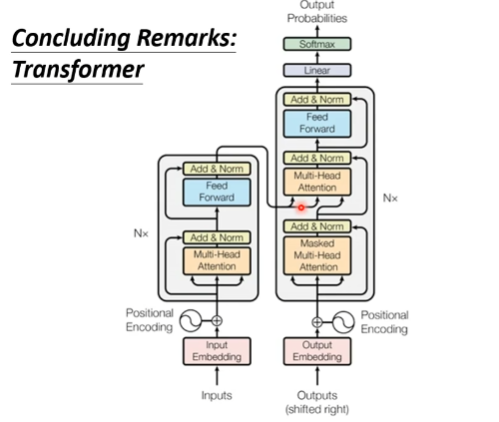 Concluding Remarks:
Transformer
Output
Probabilities
Softmax
Linear
Add & Norm
Feed
Forward
Add & Norm
Multi-Head
Attention
Nx
Add & Norm
Masked
Multi-Head
Attention
Positional
Encoding
Output
Embedding
Outputs
(shifted right)
Add & Norm
Feed
Forward
Nx
Add & Norm
Multi-Head
Attention
Positional
Encoding
Input
Embedding
Inputs